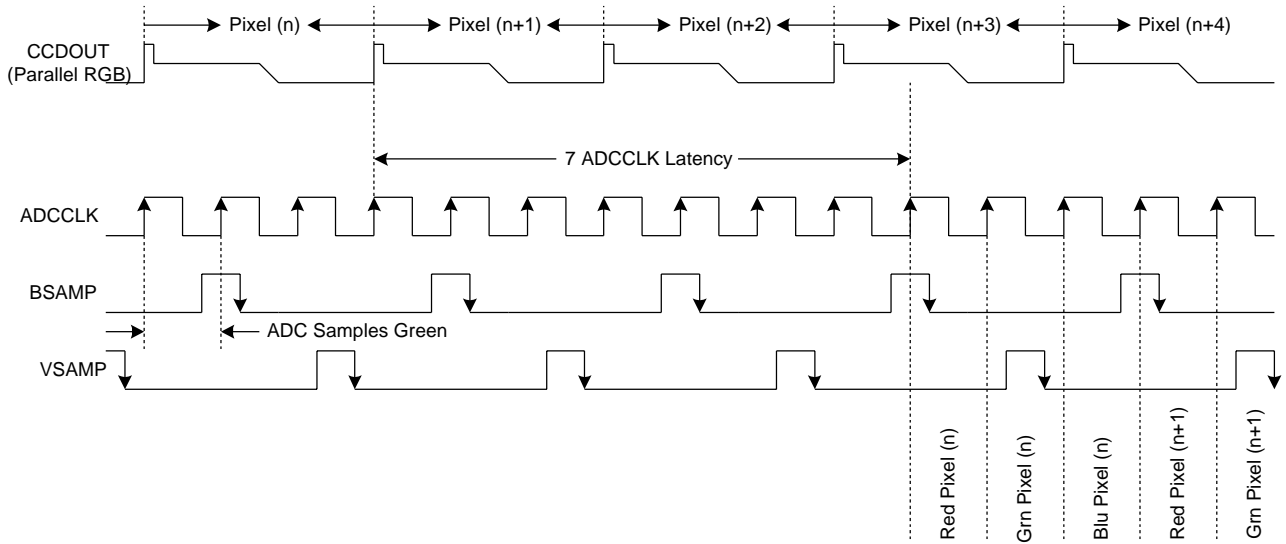 Pixel (n)
Pixel (n+1)
Pixel (n+2)
Pixel (n+3)
Pixel (n+4)
CCDOUT
(Parallel RGB)
7 ADCCLK Latency
ADCCLK
BSAMP
ADC Samples Green
VSAMP
Red Pixel (n)
Grn Pixel (n)
Blu Pixel (n)
Red Pixel (n+1)
Grn Pixel (n+1)